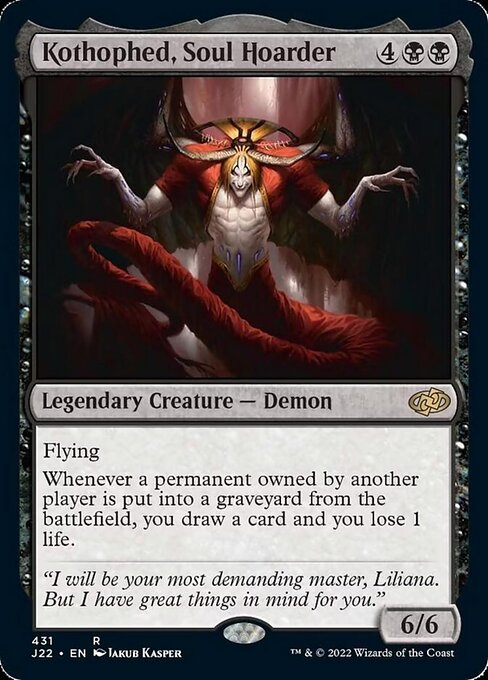 Kothophed, Soul Hoarder 4
Legendary Creature — Demon
Flying
Whenever a permanent owned by another
player is put into a graveyard from the
battlefield, you draw a card and you lose 1
life.
“I will be your most demanding master, Liliana.
But I have great things in mind for you.”
6/6
431 R
J22 • EN Jakub Kasper
™ & © 2022 Wizards of the Coast